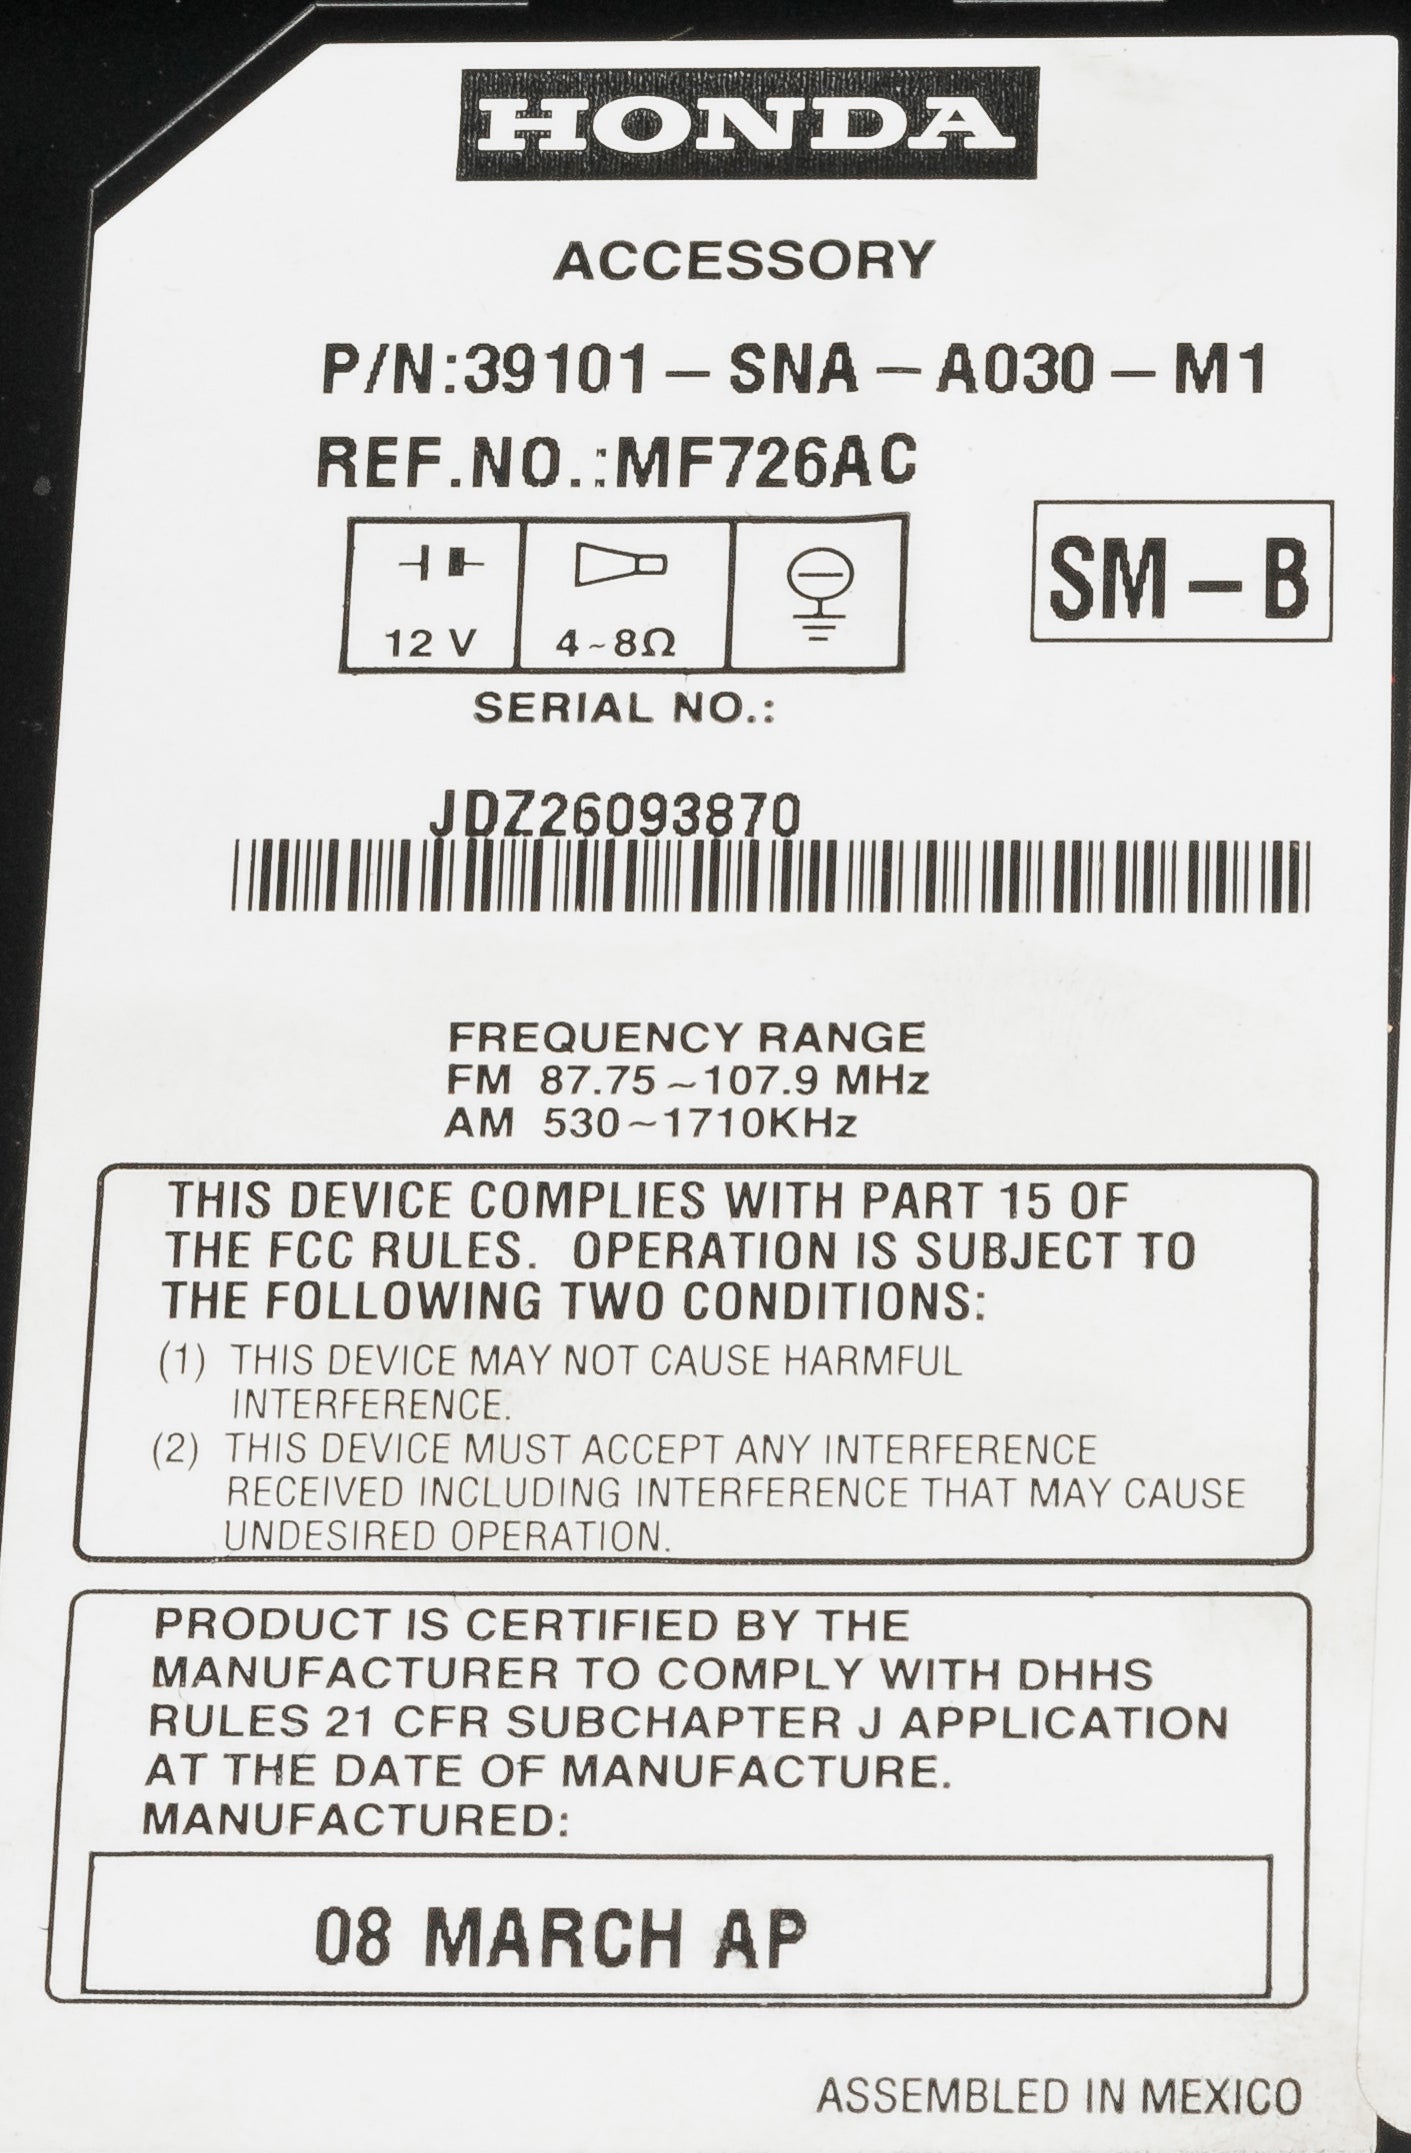 HONDA
ACCESSORY
P/N:39101-SNA-A030-M1
REF.NO.:MF726AC
12 V
4~8Ω
SM-B
SERIAL NO.:
JDZ26093870
FREQUENCY RANGE
FM 87.75~107.9 MHz
AM 530~1710KHz
THIS DEVICE COMPLIES WITH PART 15 OF
THE FCC RULES. OPERATION IS SUBJECT TO
THE FOLLOWING TWO CONDITIONS:
(1) THIS DEVICE MAY NOT CAUSE HARMFUL
INTERFERENCE.
(2) THIS DEVICE MUST ACCEPT ANY INTERFERENCE
RECEIVED INCLUDING INTERFERENCE THAT MAY CAUSE
UNDESIRED OPERATION.
PRODUCT IS CERTIFIED BY THE
MANUFACTURER TO COMPLY WITH DHHS
RULES 21 CFR SUBCHAPTER J APPLICATION
AT THE DATE OF MANUFACTURE.
MANUFACTURED:
08 MARCH AP
ASSEMBLED IN MEXICO